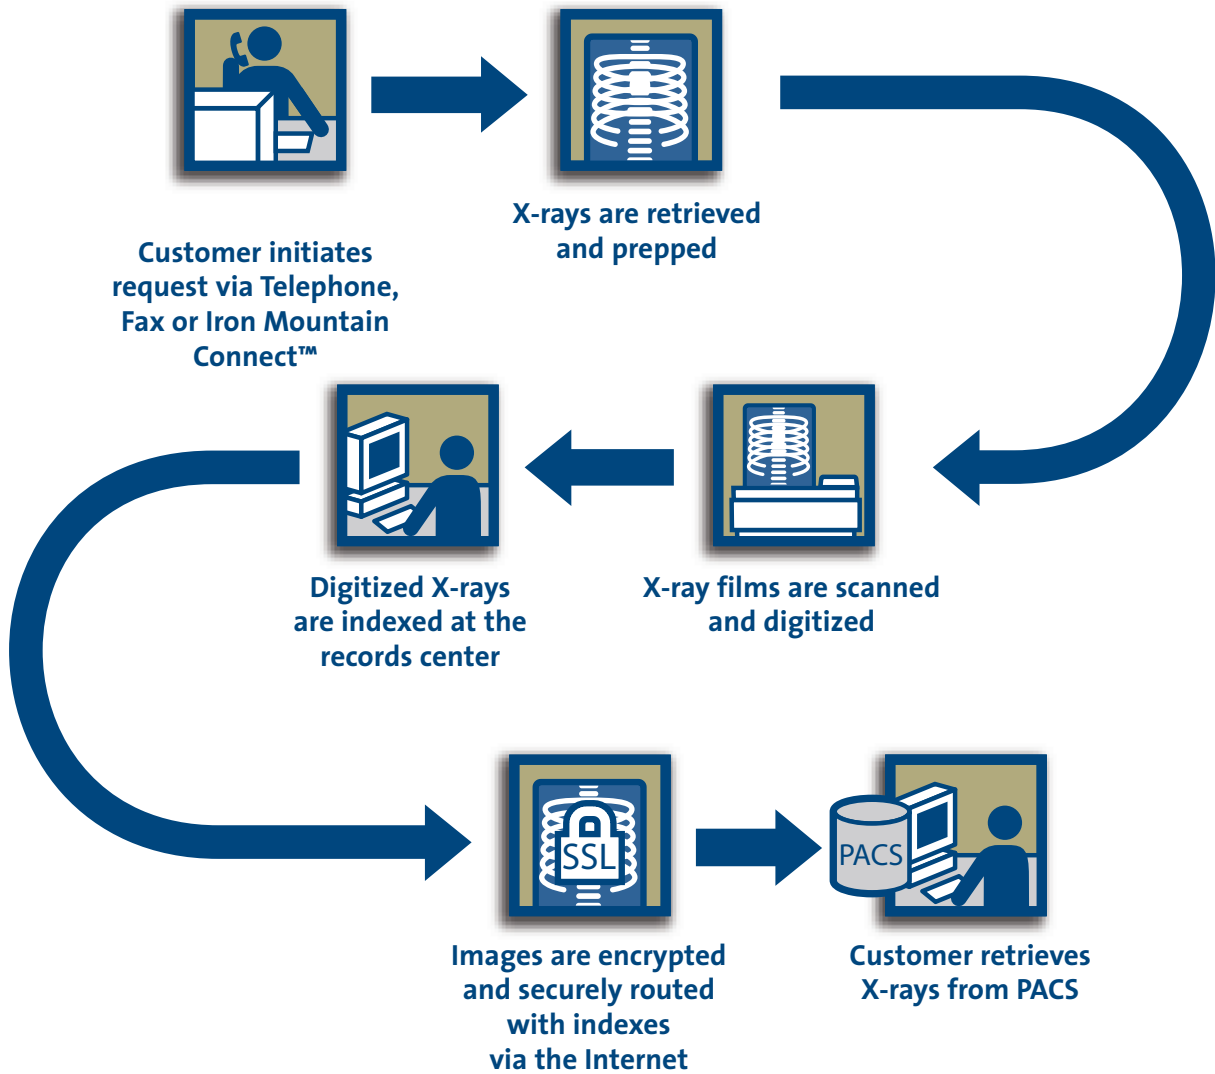 Customer initiates
request via Telephone,
Fax or Iron Mountain
Connect™
X-rays are retrieved
and prepped
X-ray films are scanned
and digitized
Digitized X-rays
are indexed at the
records center
SSL
Images are encrypted
and securely routed
with indexes
via the Internet
PACS
Customer retrieves
X-rays from PACS